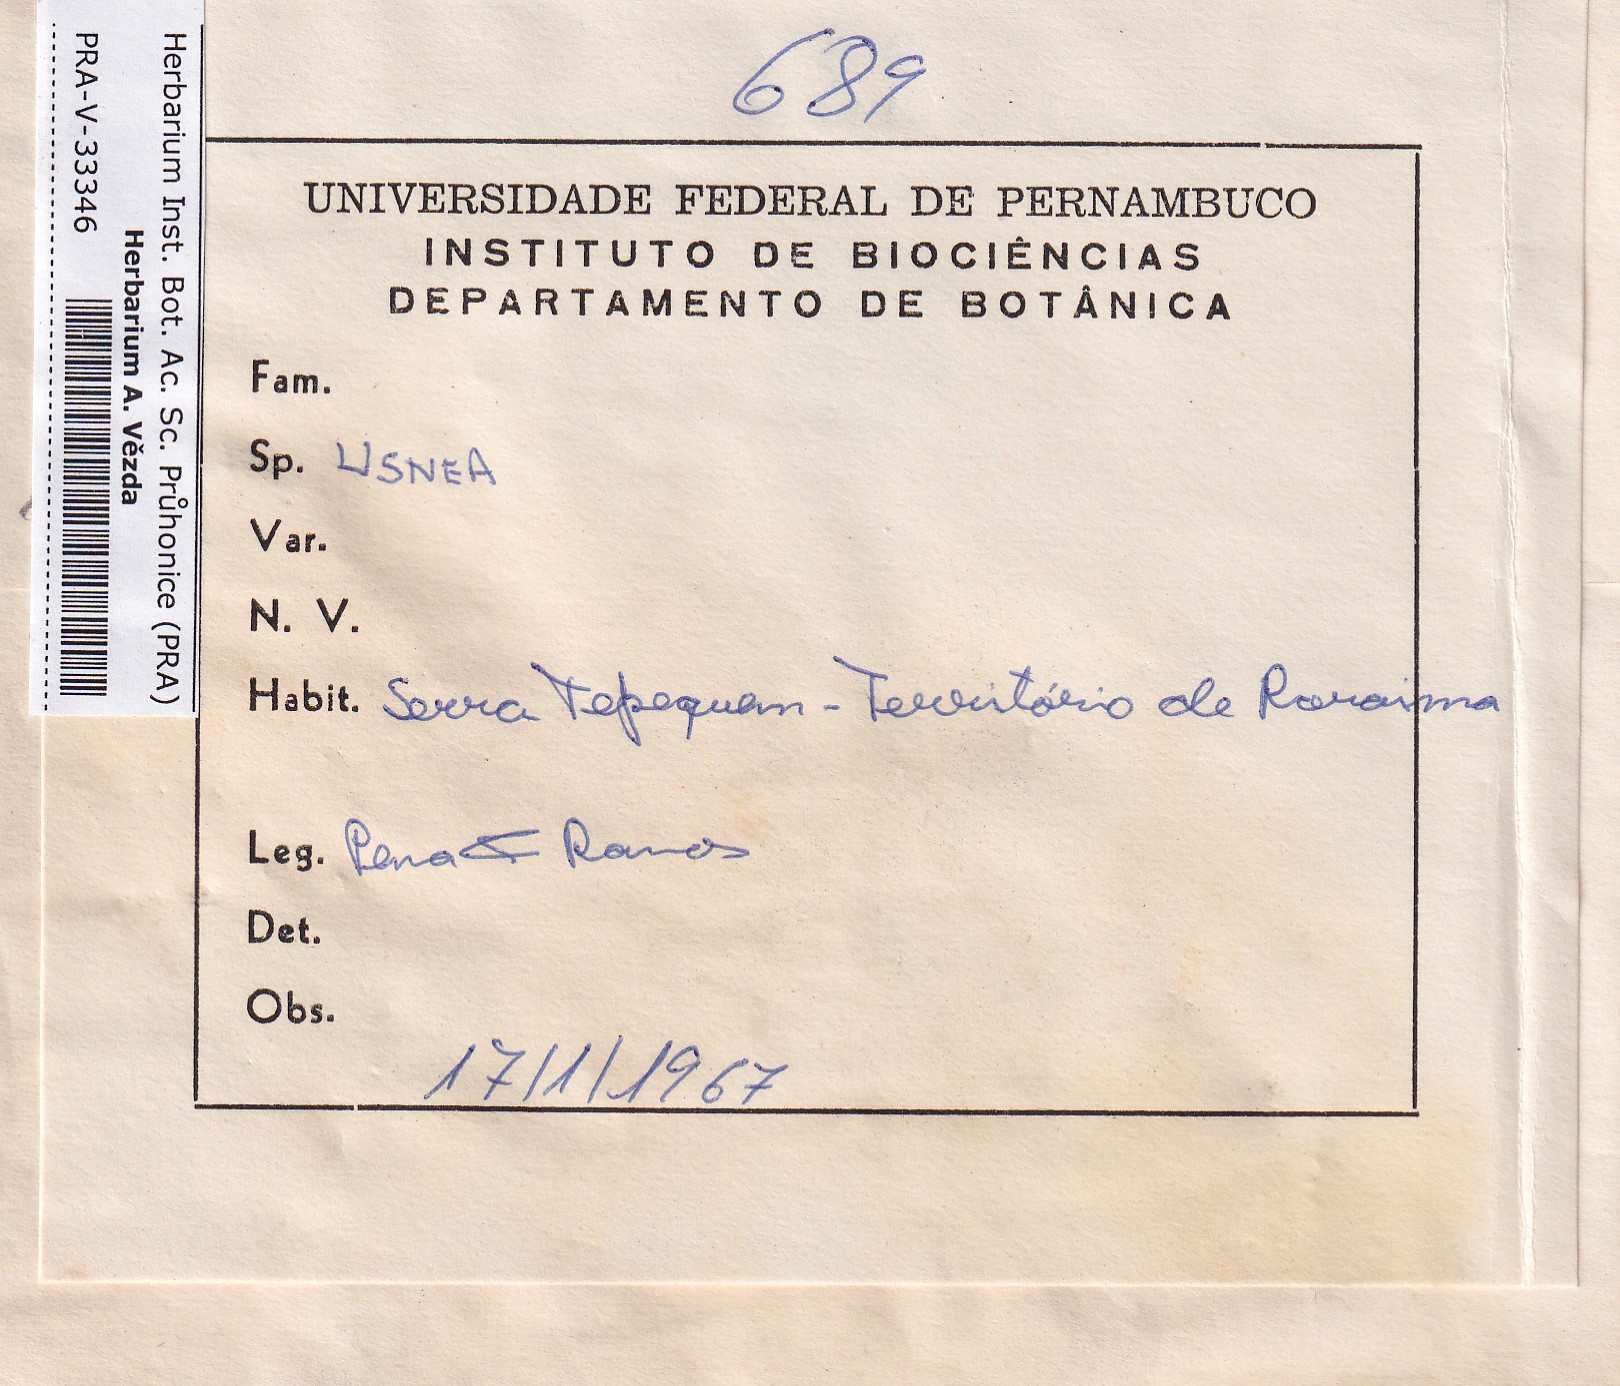 689
Herbarium Inst. Bot. Ac. Sc. Průhonice (PRA)
Herbarium A. Vězda
PRA-V-33346
UNIVERSIDADE FEDERAL DE PERNAMBUCO
INSTITUTO DE BIOCIÊNCIAS
DEPARTAMENTO DE BOTÂNICA
Fam.
Sp. USNEA
Var.
N. V.
Habit. Serra Tepequem - Território de Roraima
Leg. Pena & Ramos
Det.
Obs.
17/1/1967